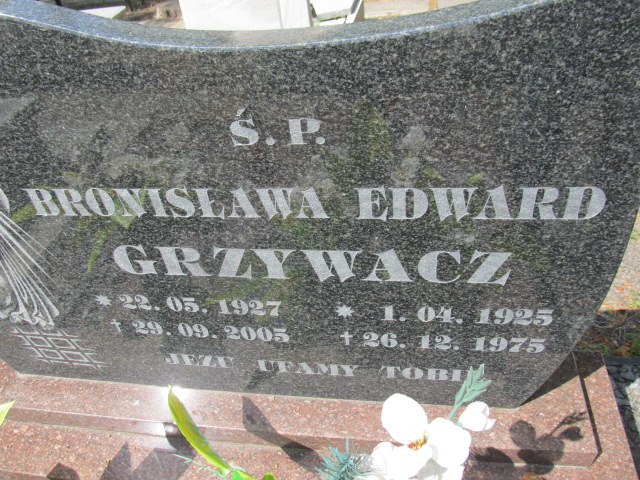 Ś. P.
BRONISŁAWA EDWARD
GRZYWACZ
* 22. 05. 1927 * 1. 04. 1925
† 29. 09. 2005 † 26. 12. 1975
JEZU UFAMY TOBIE